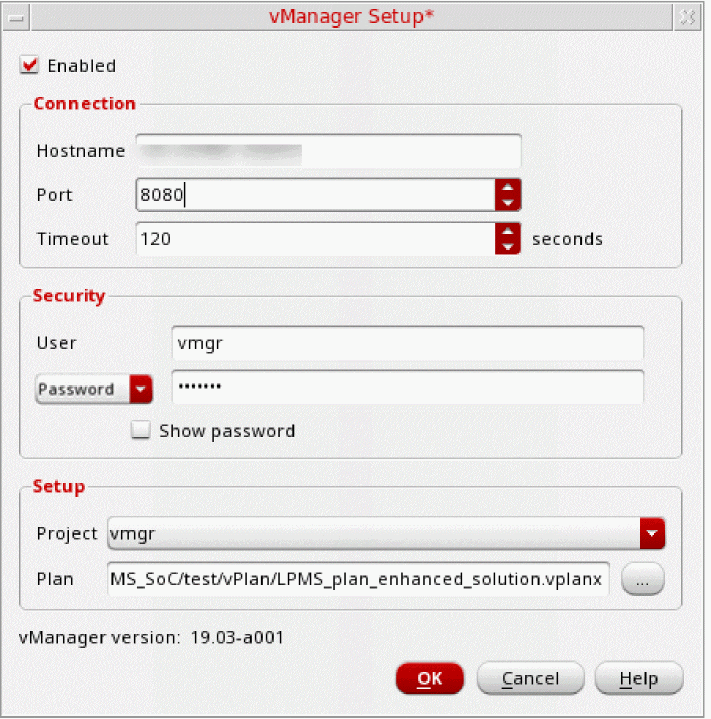 vManager Setup*
Enabled
Connection
Hostname
Port 8080
Timeout 120 seconds
Security
User vmgr
Password •••••••
Show password
Setup
Project vmgr
Plan MS_SoC/test/vPlan/LPMS_plan_enhanced_solution.vplanx ...
vManager version: 19.03-a001
OK Cancel Help